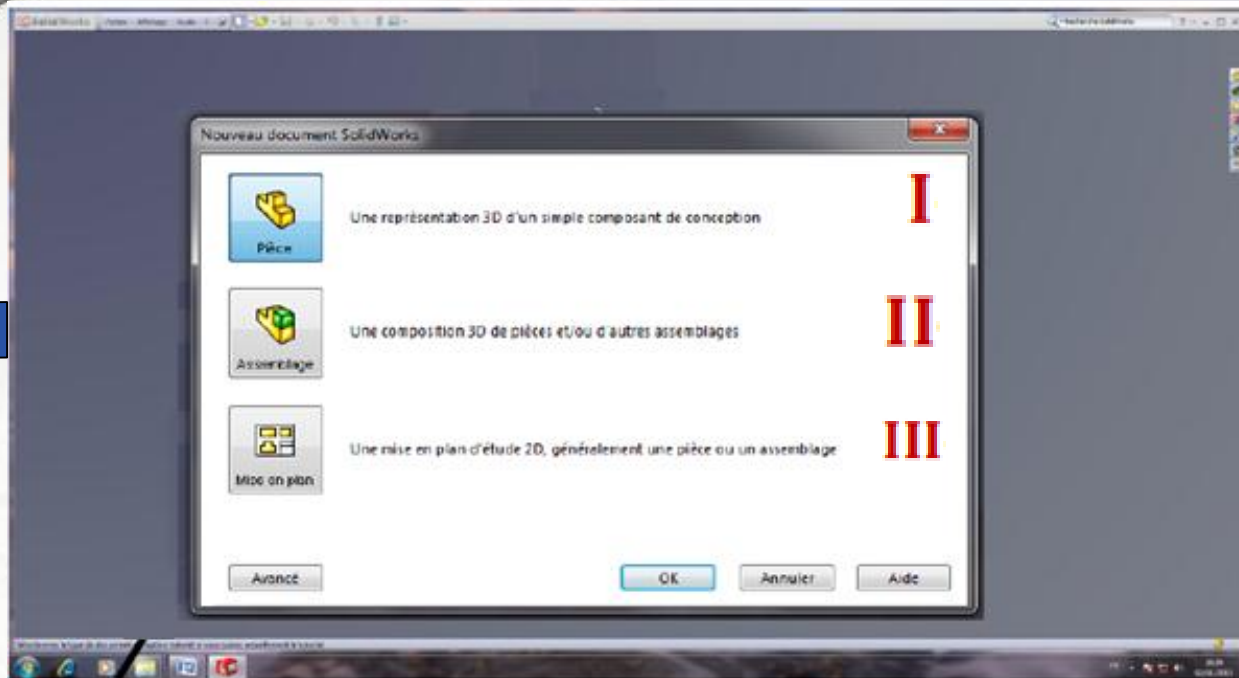 SolidWorks
Nouveau document SolidWorks
Pièce
Une représentation 3D d'un simple composant de conception
I
Assemblage
Une composition 3D de pièces et/ou d'autres assemblages
II
Mise en plan
Une mise en plan d'étude 2D, généralement une pièce ou un assemblage
III
Avancé
OK
Annuler
Aide